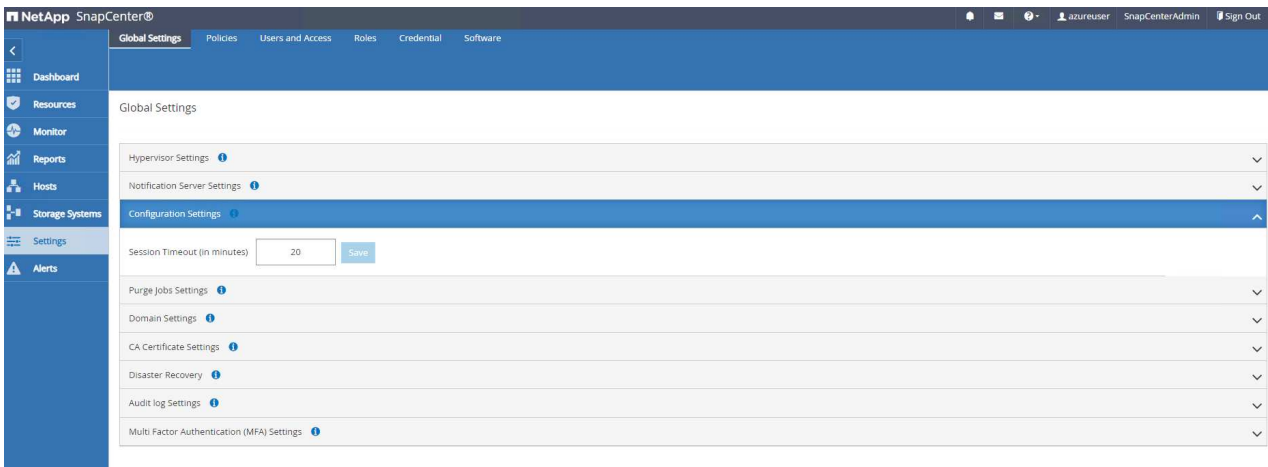 NetApp SnapCenter®
azureuser SnapCenterAdmin Sign Out
Global Settings Policies Users and Access Roles Credential Software
Dashboard
Resources
Monitor
Reports
Hosts
Storage Systems
Settings
Alerts
Global Settings
Hypervisor Settings
Notification Server Settings
Configuration Settings
Session Timeout (in minutes) 20 Save
Purge Jobs Settings
Domain Settings
CA Certificate Settings
Disaster Recovery
Audit log Settings
Multi Factor Authentication (MFA) Settings